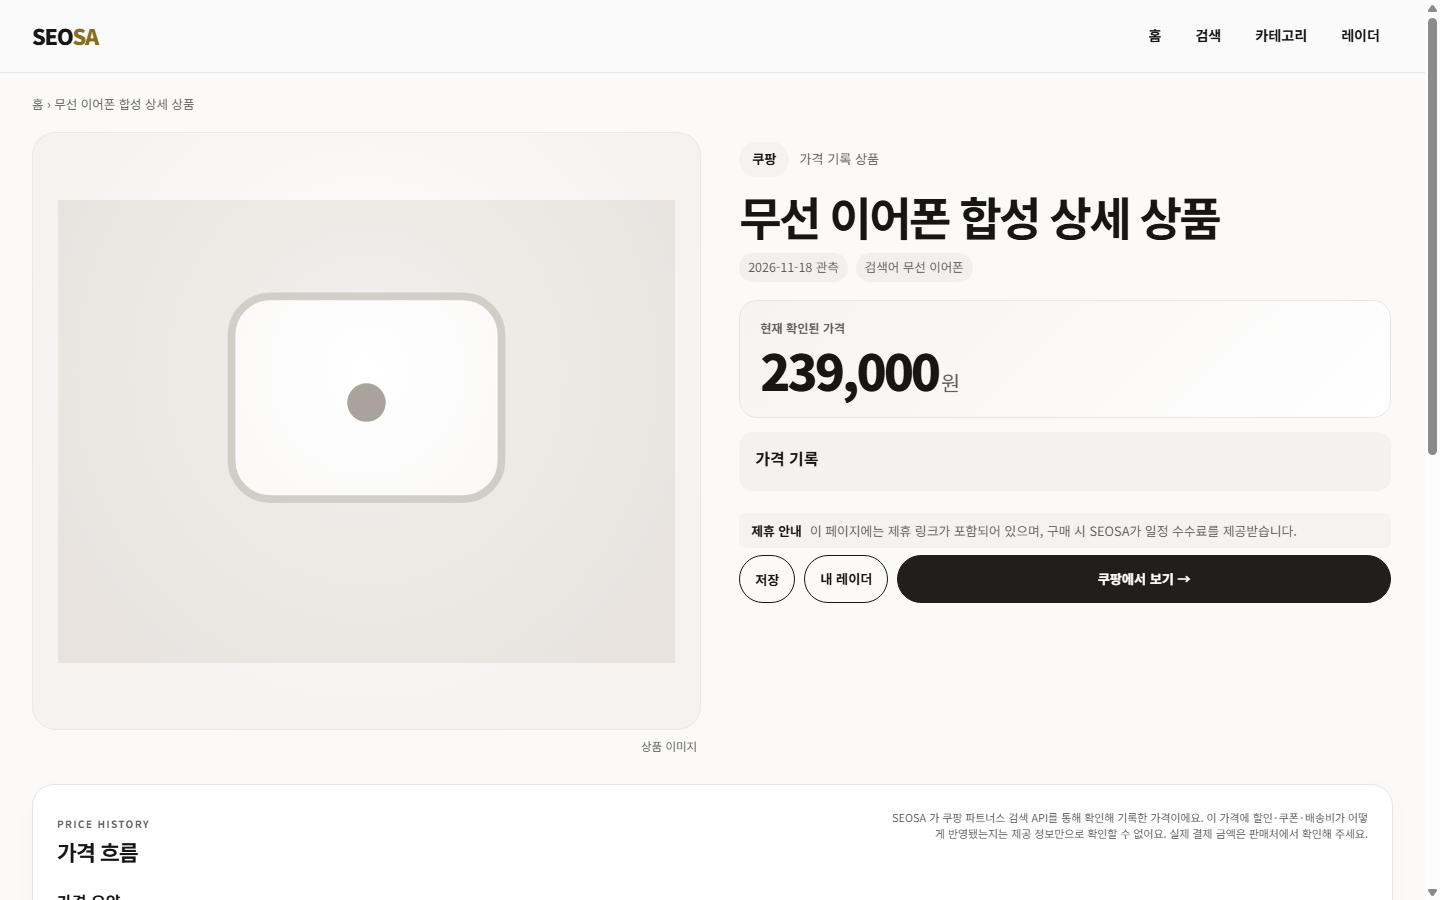 SEOSA
홈 검색 카테고리 레이더
홈 › 무선 이어폰 합성 상세 상품
쿠팡 가격 기록 상품
무선 이어폰 합성 상세 상품
2026-11-18 관측 검색어 무선 이어폰
현재 확인된 가격
239,000원
가격 기록
제휴 안내 이 페이지에는 제휴 링크가 포함되어 있으며, 구매 시 SEOSA가 일정 수수료를 제공받습니다.
저장 내 레이더 쿠팡에서 보기 →
상품 이미지
PRICE HISTORY
가격 흐름
SEOSA 가 쿠팡 파트너스 검색 API를 통해 확인해 기록한 가격이에요. 이 가격에 할인·쿠폰·배송비가 어떻
게 반영됐는지는 제공 정보만으로 확인할 수 없어요. 실제 결제 금액은 판매처에서 확인해 주세요.
가격 요약